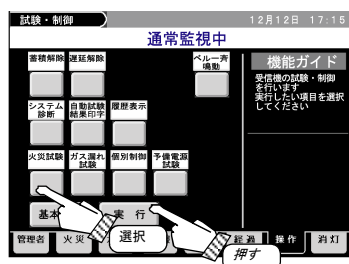 試験・制御
12月12日 17:15
通常監視中
蓄積解除 遅延解除
ベル一斉
鳴動
システム
診断
自動試験
結果印字
履歴表示
火災試験
ガス漏れ
試験
個別制御
予備電源
試験
機能ガイド
受信機の試験・制御
を行います
実行したい項目を選択
してください
基本
実 行
選択
押す
管理者
火 災
経 過
操 作
消 灯